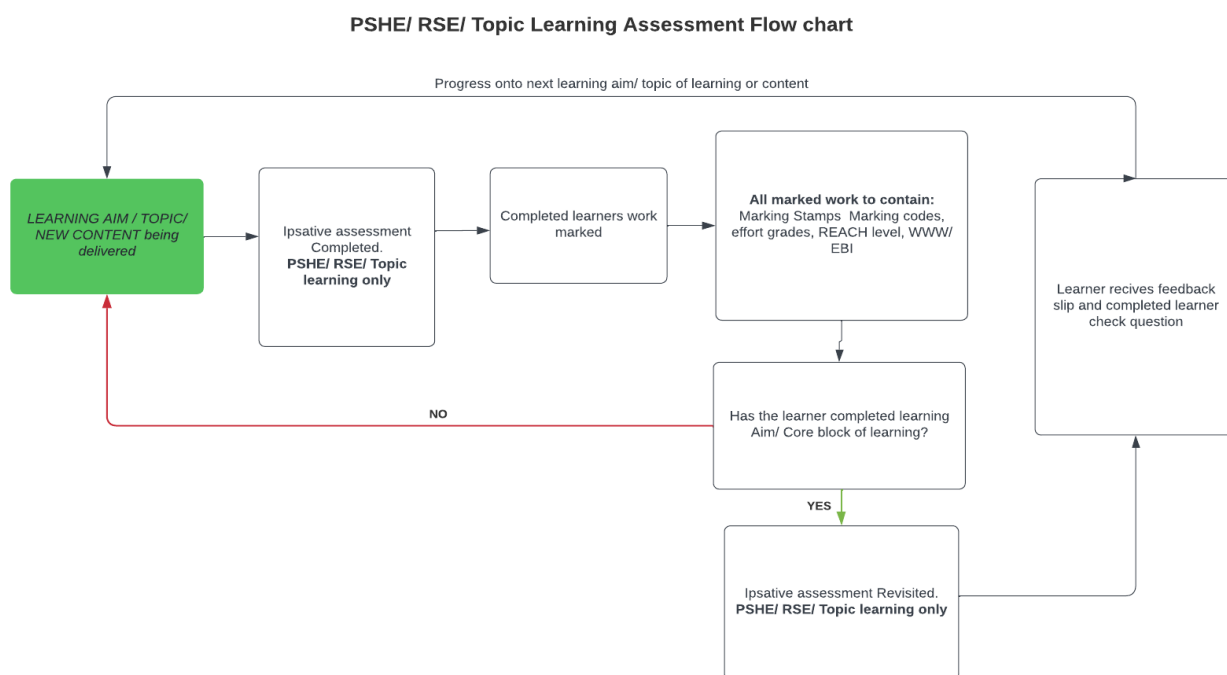 PSHE/ RSE/ Topic Learning Assessment Flow chart
Progress onto next learning aim/ topic of learning or content
LEARNING AIM / TOPIC/
NEW CONTENT being
delivered
Ipsative assessment
Completed.
PSHE/ RSE/ Topic
learning only
Completed learners work
marked
All marked work to contain:
Marking Stamps  Marking codes,
effort grades, REACH level, WWW/
EBI
Learner recives feedback
slip and completed learner
check question
Has the learner completed learning
Aim/ Core block of learning?
NO
YES
Ipsative assessment Revisited.
PSHE/ RSE/ Topic learning only